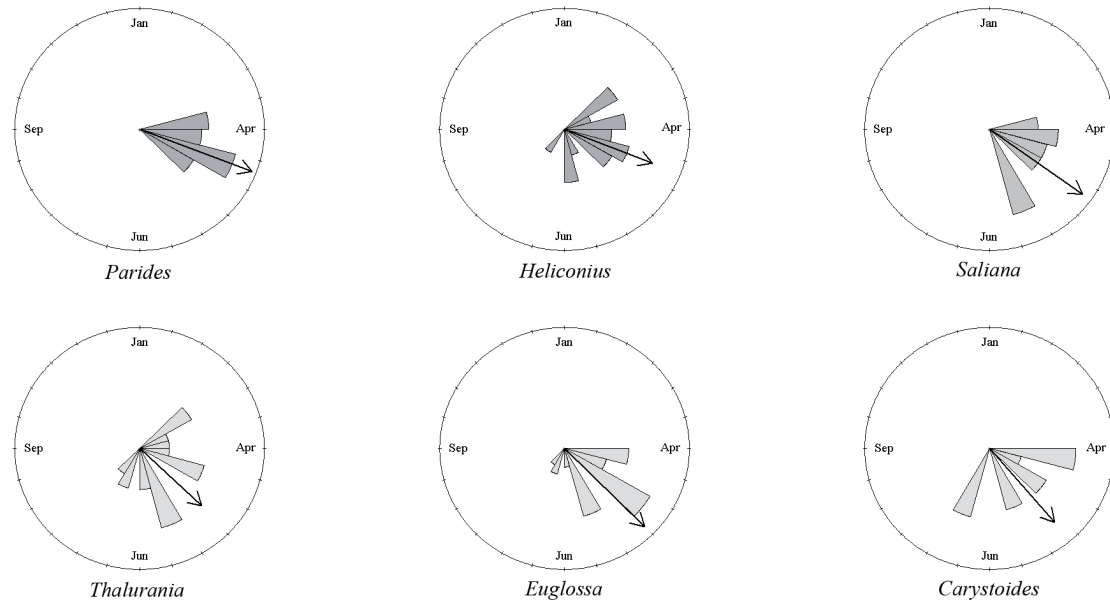 Jan Jan Jan
Sep Apr Sep Apr Sep Apr
Jun Jun Jun
Parides Heliconius Saliana
Jan Jan Jan
Sep Apr Sep Apr Sep Apr
Jun Jun Jun
Thalurania Euglossa Carystoides